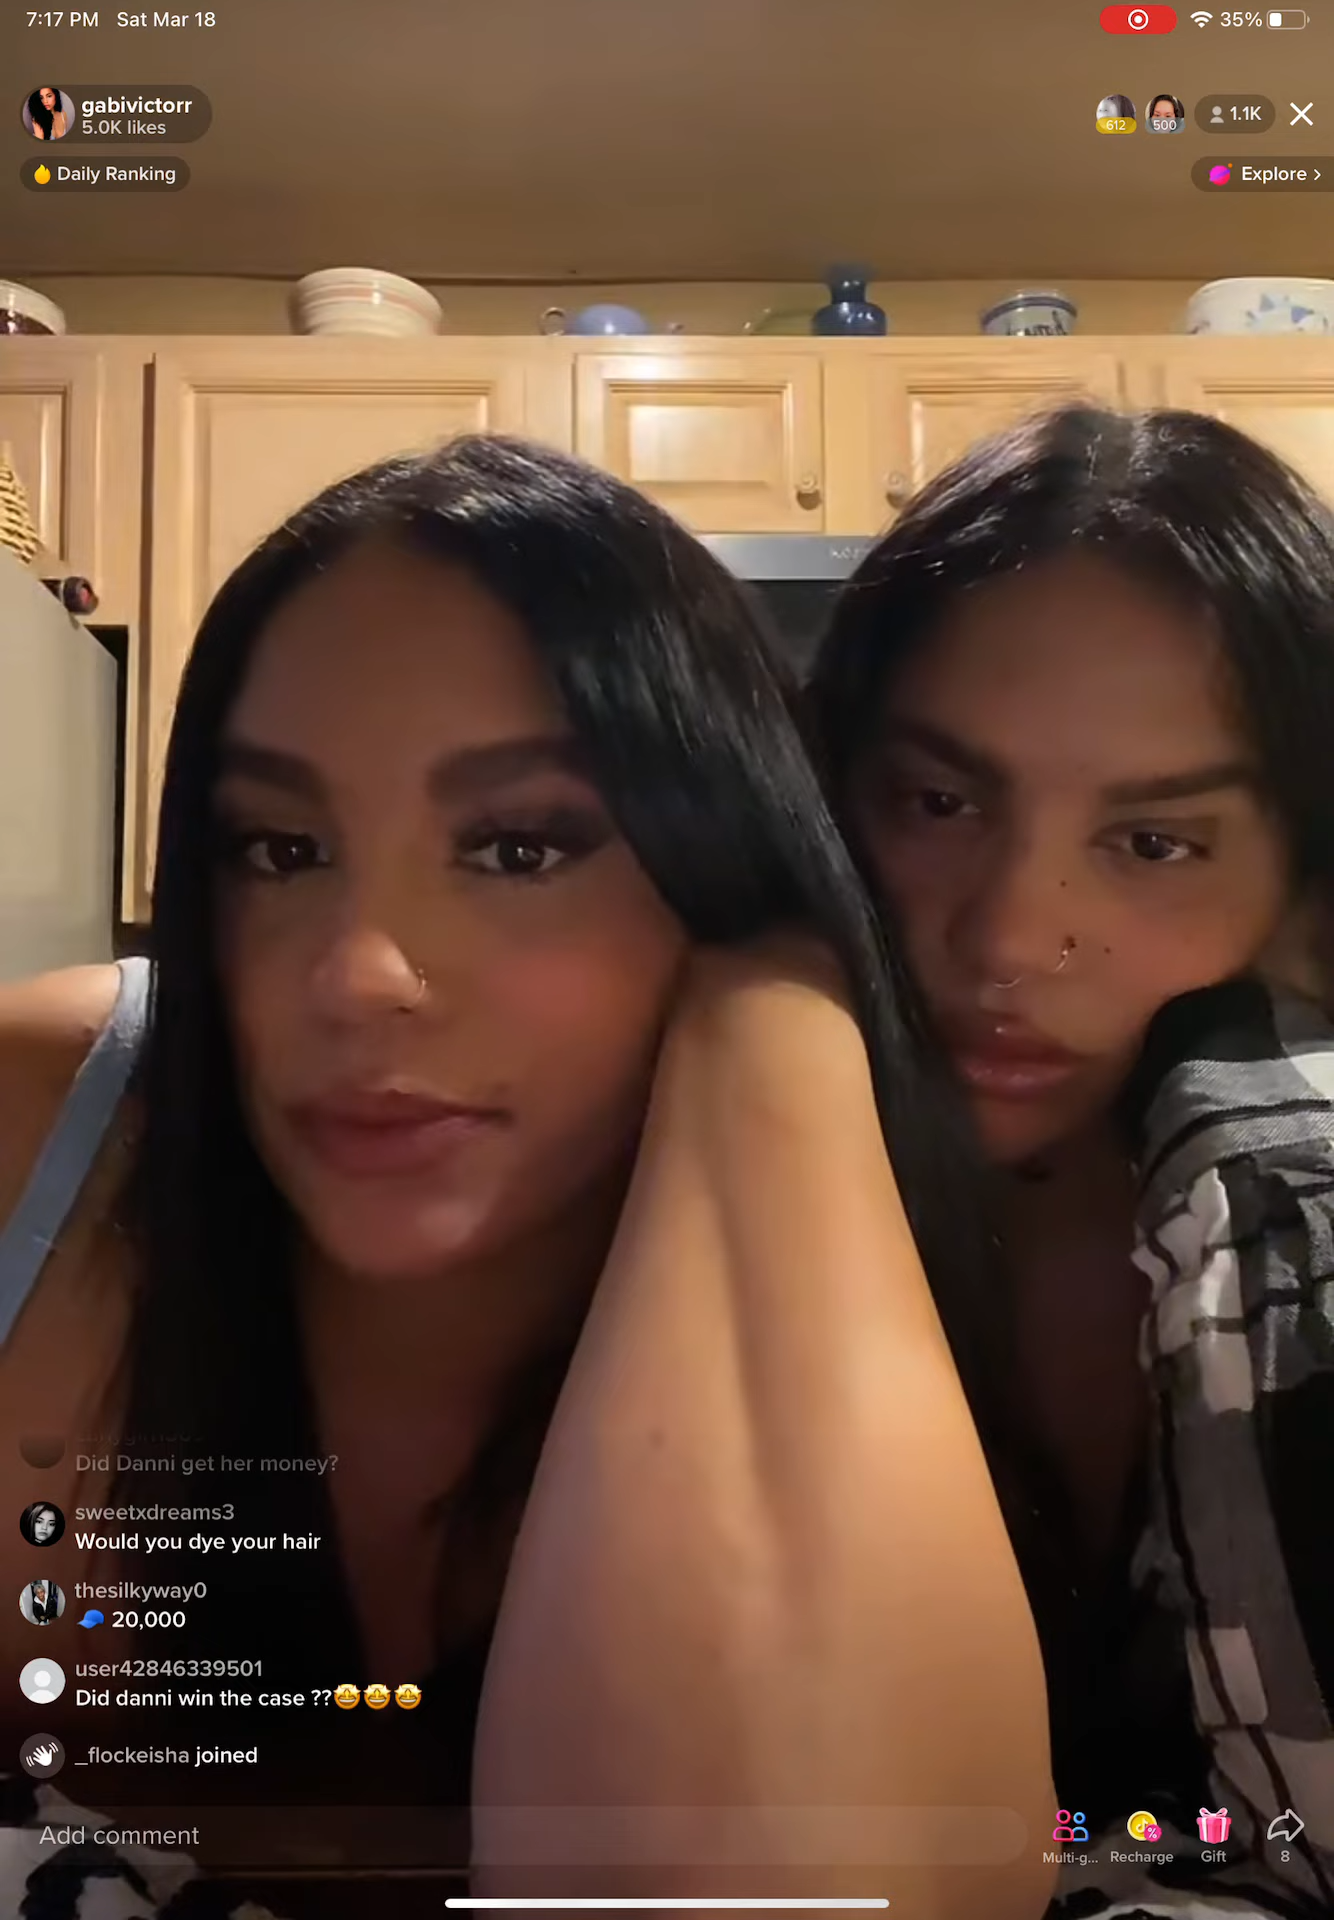 7:17 PM Sat Mar 18
35%
gabivictorr
5.0K likes
612
500
1.1K
Daily Ranking
Explore >
Did Danni get her money?
sweetxdreams3
Would you dye your hair
thesilkyway0
🧢 20,000
user42846339501
Did danni win the case ??🤩🤩🤩
_flockeisha joined
Add comment
Multi-g...
Recharge
Gift
8